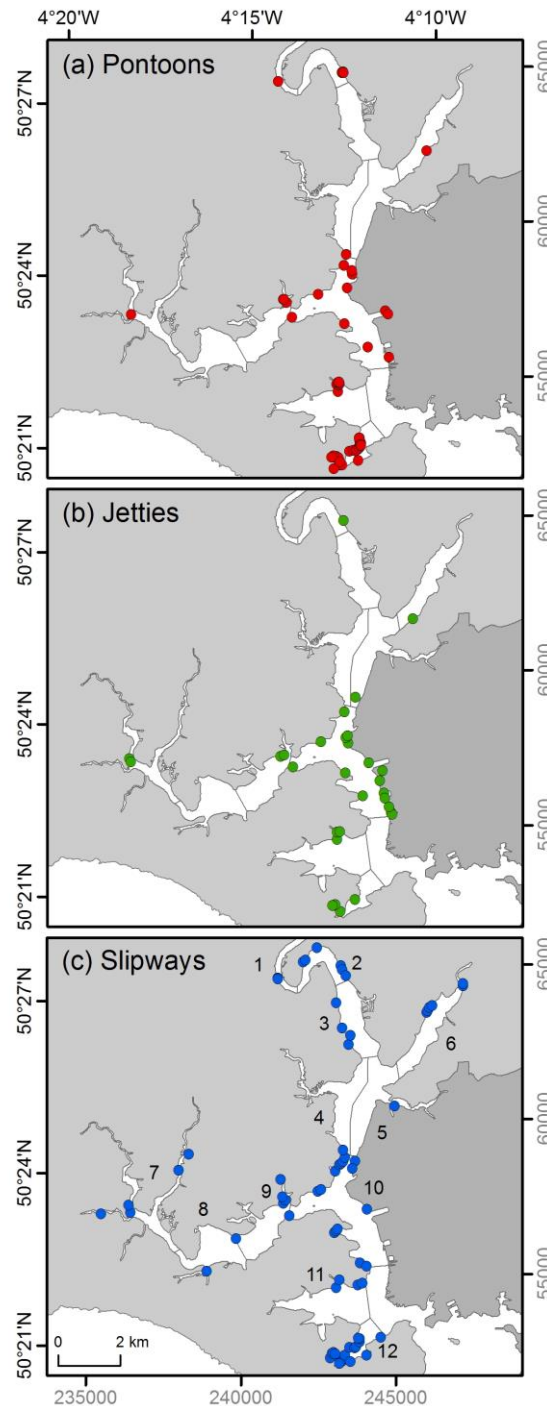 4°20'W 4°15'W 4°10'W
(a) Pontoons
65000
50°27'N
60000
50°24'N
55000
50°21'N
(b) Jetties
65000
50°27'N
60000
50°24'N
55000
50°21'N
(c) Slipways
65000
1
2
50°27'N
3
6
4
5
60000
7
50°24'N
9
8
10
11
55000
50°21'N
12
0 2 km
235000 240000 245000